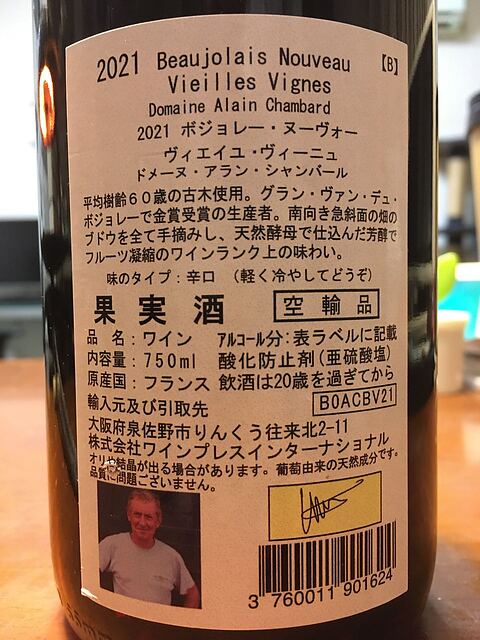 2021 Beaujolais Nouveau 【B】
Vieilles Vignes
Domaine Alain Chambard
2021 ボジョレー・ヌーヴォー
ヴィエイユ・ヴィーニュ
ドメーヌ・アラン・シャンバール
平均樹齢60歳の古木使用。グラン・ヴァン・デュ・
ボジョレーで金賞受賞の生産者。南向き急斜面の畑の
ブドウを全て手摘みし、天然酵母で仕込んだ芳醇で
フルーツ凝縮のワインランク上の味わい。
味のタイプ：辛口 （軽く冷やしてどうぞ）
果実酒 空輸品
品名：ワイン アルコール分：表ラベルに記載
内容量：750ml 酸化防止剤（亜硫酸塩）
原産国：フランス 飲酒は20歳を過ぎてから
輸入元及び引取先 B0ACBV21
大阪府泉佐野市りんくう往来北2-11
株式会社ワインプレスインターナショナル
オリや結晶が出る場合があります。葡萄由来の天然成分です。
品質に問題ございません。
3 760011 901624